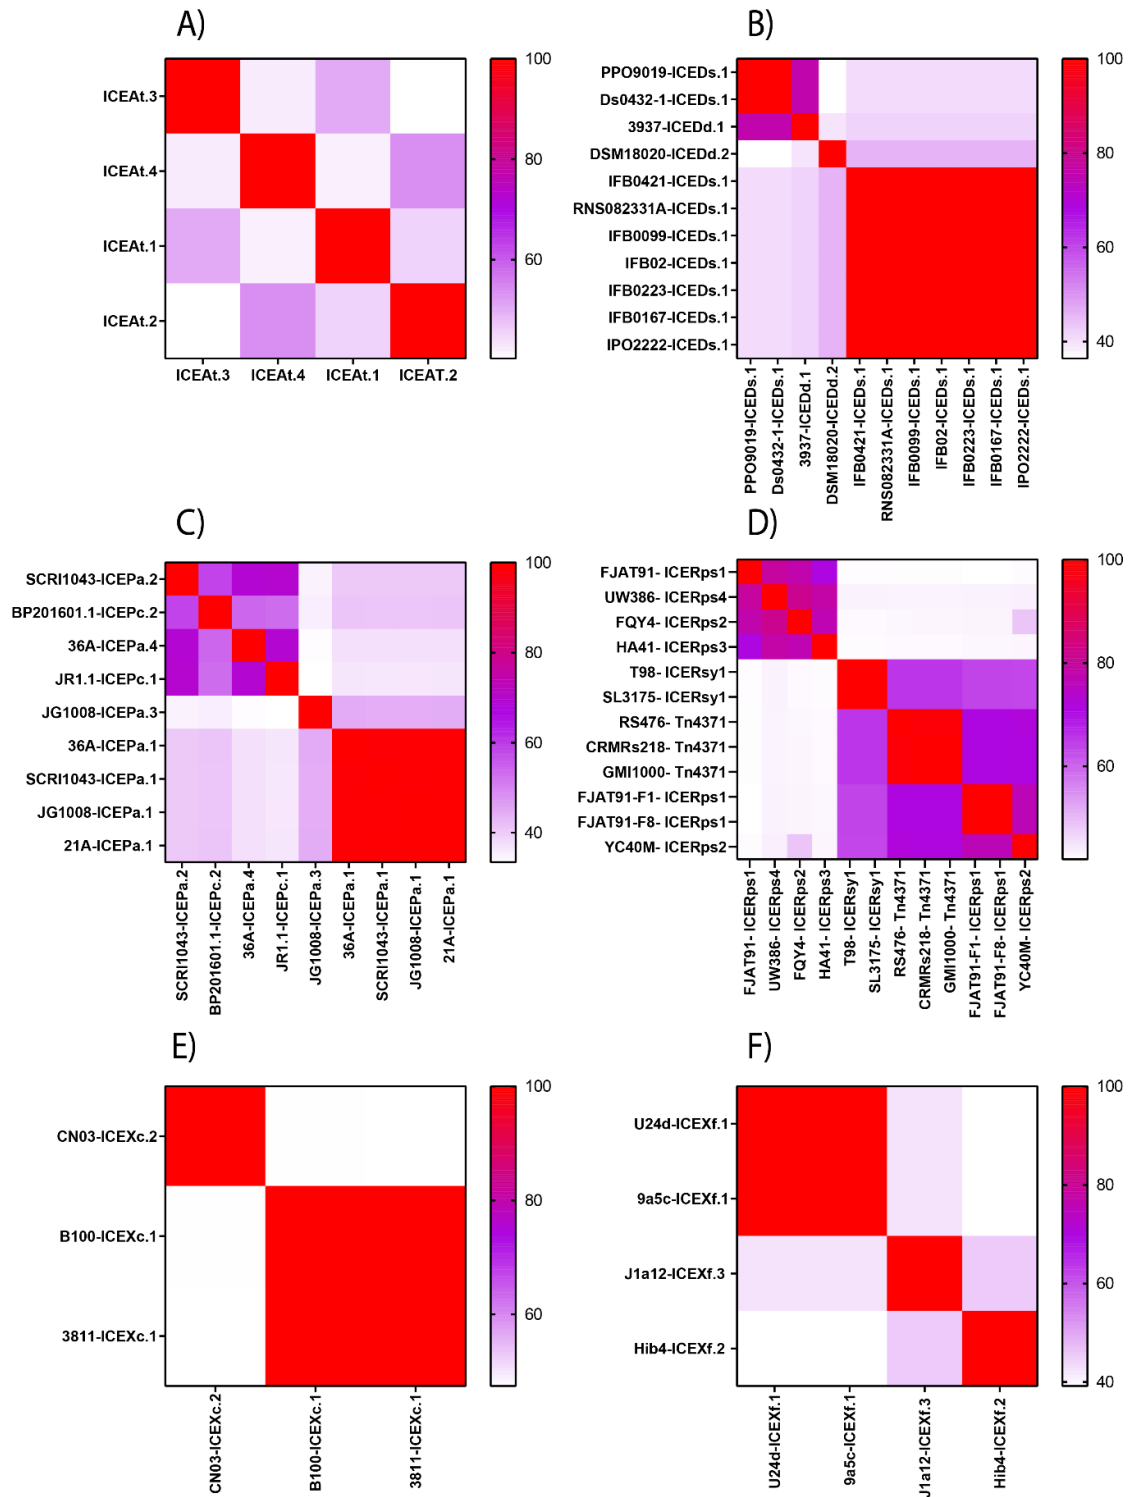 A)
ICEAt.3
ICEAt.4
ICEAt.1
ICEAt.2
100
80
60
ICEAt.3 ICEAt.4 ICEAt.1 ICEAT.2
B)
PPO9019-ICEDs.1
Ds0432-1-ICEDs.1
3937-ICEDd.1
DSM18020-ICEDd.2
IFB0421-ICEDs.1
RNS082331A-ICEDs.1
IFB0099-ICEDs.1
IFB02-ICEDs.1
IFB0223-ICEDs.1
IFB0167-ICEDs.1
IPO2222-ICEDs.1
100
80
60
40
PPO9019-ICEDs.1
Ds0432-1-ICEDs.1
3937-ICEDd.1
DSM18020-ICEDd.2
IFB0421-ICEDs.1
RNS082331A-ICEDs.1
IFB0099-ICEDs.1
IFB02-ICEDs.1
IFB0223-ICEDs.1
IFB0167-ICEDs.1
IPO2222-ICEDs.1
C)
SCRI1043-ICEPa.2
BP201601.1-ICEPc.2
36A-ICEPa.4
JR1.1-ICEPc.1
JG1008-ICEPa.3
36A-ICEPa.1
SCRI1043-ICEPa.1
JG1008-ICEPa.1
21A-ICEPa.1
100
80
60
40
SCRI1043-ICEPa.2
BP201601.1-ICEPc.2
36A-ICEPa.4
JR1.1-ICEPc.1
JG1008-ICEPa.3
36A-ICEPa.1
SCRI1043-ICEPa.1
JG1008-ICEPa.1
21A-ICEPa.1
D)
FJAT91- ICERps1
UW386- ICERps4
FQY4- ICERps2
HA41- ICERps3
T98- ICERsy1
SL3175- ICERsy1
RS476- Tn4371
CRMRs218- Tn4371
GMI1000- Tn4371
FJAT91-F1- ICERps1
FJAT91-F8- ICERps1
YC40M- ICERps2
100
80
60
FJAT91- ICERps1
UW386- ICERps4
FQY4- ICERps2
HA41- ICERps3
T98- ICERsy1
SL3175- ICERsy1
RS476- Tn4371
CRMRs218- Tn4371
GMI1000- Tn4371
FJAT91-F1- ICERps1
FJAT91-F8- ICERps1
YC40M- ICERps2
E)
CN03-ICEXc.2
B100-ICEXc.1
3811-ICEXc.1
100
80
60
CN03-ICEXc.2
B100-ICEXc.1
3811-ICEXc.1
F)
U24d-ICEXf.1
9a5c-ICEXf.1
J1a12-ICEXf.3
Hib4-ICEXf.2
100
80
60
40
U24d-ICEXf.1
9a5c-ICEXf.1
J1a12-ICEXf.3
Hib4-ICEXf.2